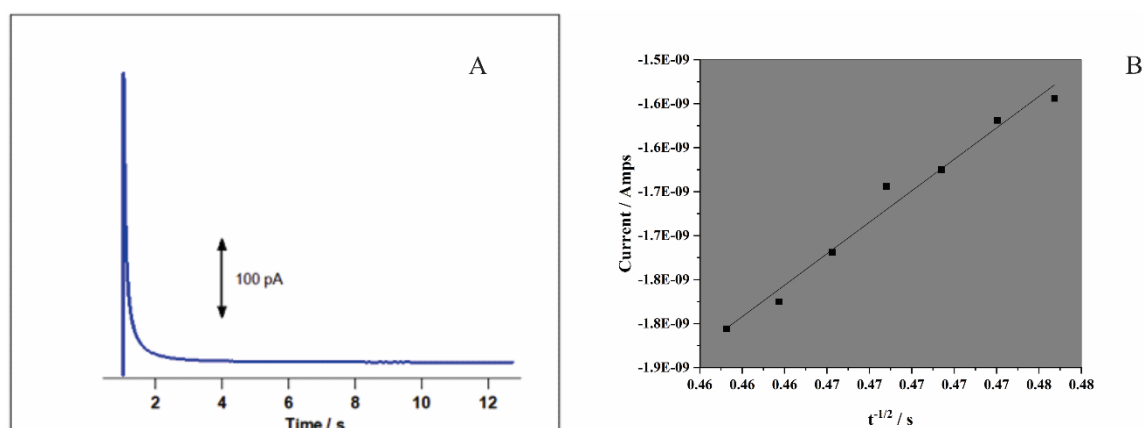 A
100 pA
2 4 6 8 10 12
Time / s
B
-1.5E-09
-1.6E-09
-1.6E-09
-1.7E-09
-1.7E-09
-1.8E-09
-1.8E-09
-1.9E-09
Current / Amps
0.46 0.46 0.46 0.47 0.47 0.47 0.47 0.48 0.48
t-1/2 / s